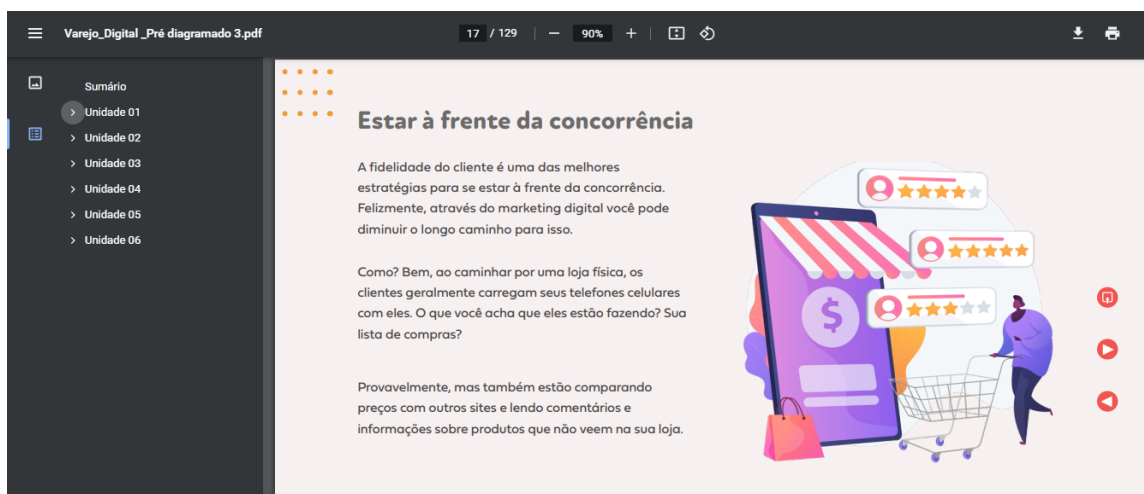 Varejo_Digital _Pré diagramado 3.pdf
17 / 129
90%
Sumário
Unidade 01
Unidade 02
Unidade 03
Unidade 04
Unidade 05
Unidade 06
Estar à frente da concorrência
A fidelidade do cliente é uma das melhores
estratégias para se estar à frente da concorrência.
Felizmente, através do marketing digital você pode
diminuir o longo caminho para isso.
Como? Bem, ao caminhar por uma loja física, os
clientes geralmente carregam seus telefones celulares
com eles. O que você acha que eles estão fazendo? Sua
lista de compras?
Provavelmente, mas também estão comparando
preços com outros sites e lendo comentários e
informações sobre produtos que não veem na sua loja.
$